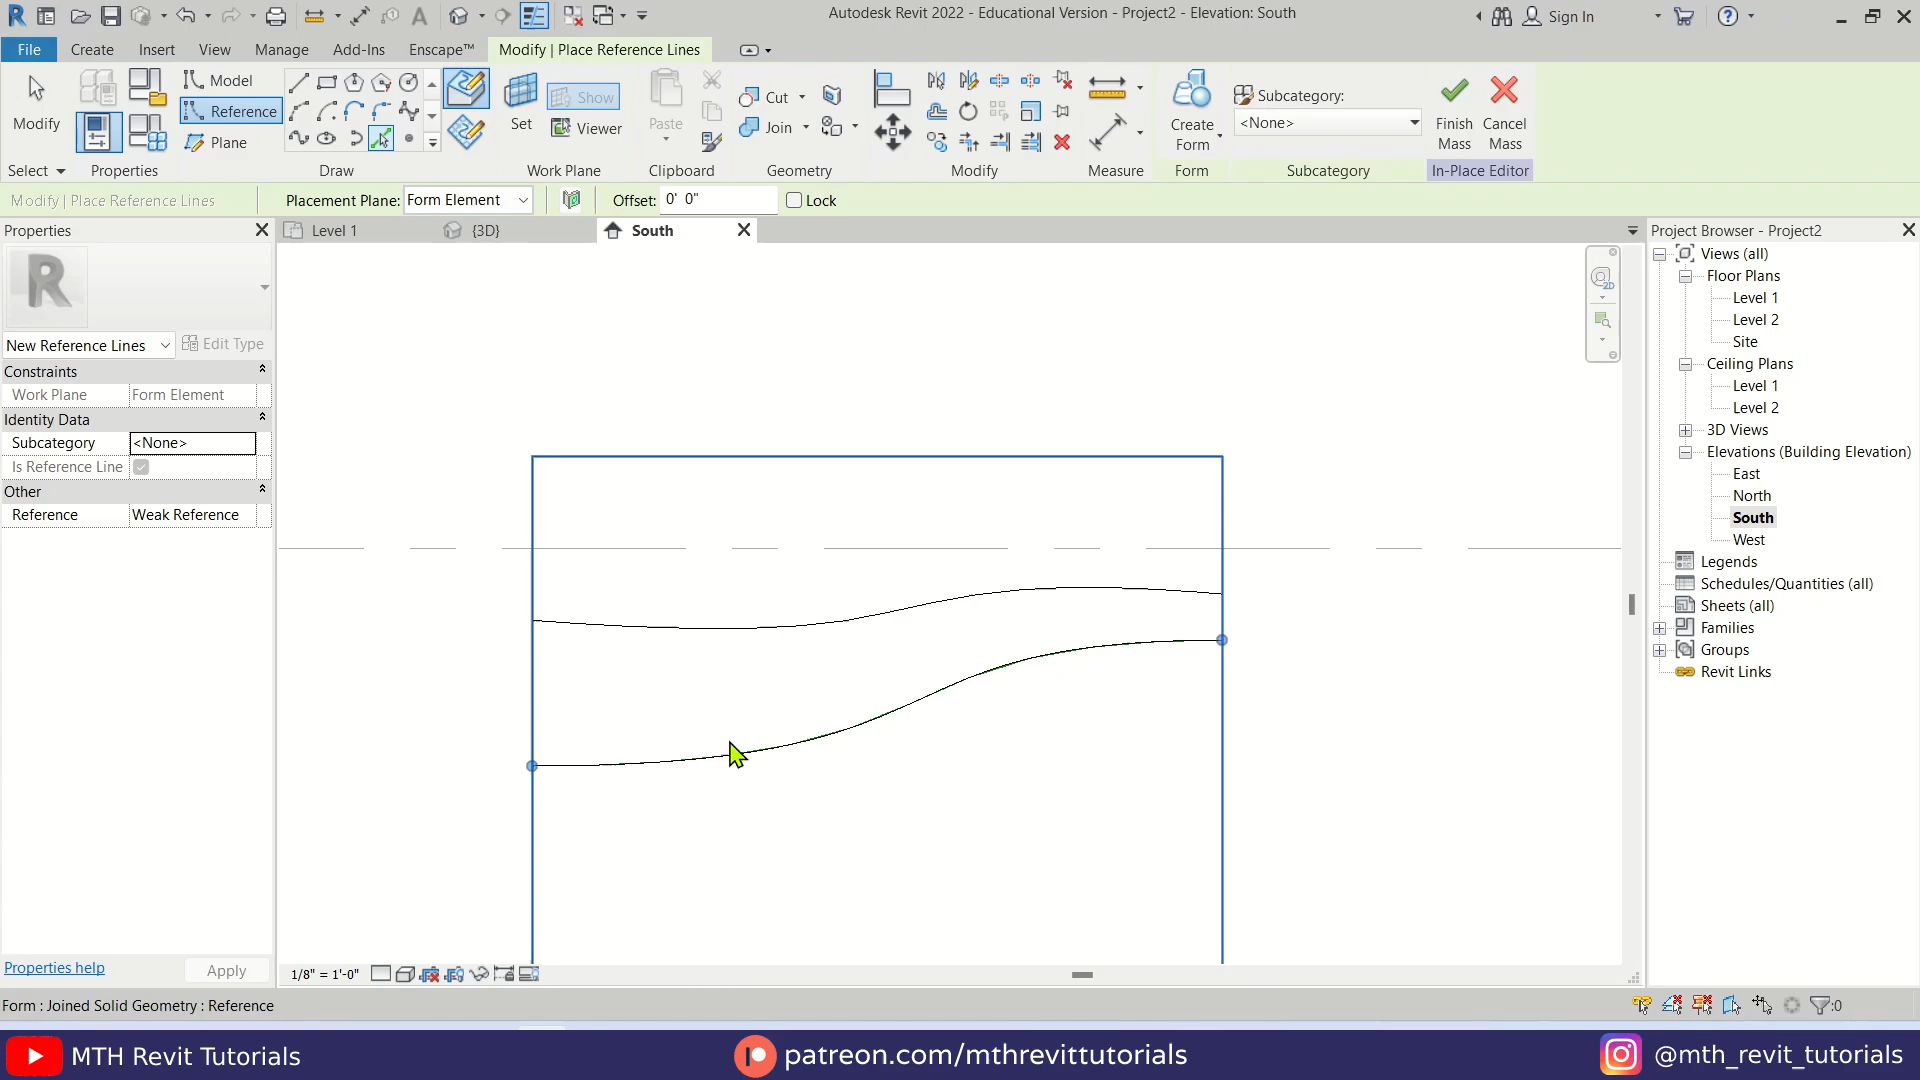 Autodesk Revit 2022 - Educational Version - Project2 - Elevation: South
Sign In
File Create Insert View Manage Add-Ins Enscape™ Modify | Place Reference Lines
Modify
Model
Reference
Plane
Set
Show
Viewer
Paste
Cut
Join
Create
Form
Subcategory:
<None>
Finish
Mass
Cancel
Mass
Select Properties Draw Work Plane Clipboard Geometry Modify Measure Form Subcategory In-Place Editor
Modify | Place Reference Lines Placement Plane: Form Element Offset: 0' 0" Lock
Properties
Level 1 {3D} South
Project Browser - Project2
R
New Reference Lines Edit Type
Constraints
Work Plane Form Element
Identity Data
Subcategory <None>
Is Reference Line
Other
Reference Weak Reference
Properties help Apply
Views (all)
Floor Plans
Level 1
Level 2
Site
Ceiling Plans
Level 1
Level 2
3D Views
Elevations (Building Elevation)
East
North
South
West
Legends
Schedules/Quantities (all)
Sheets (all)
Families
Groups
Revit Links
2D
1/8" = 1'-0"
Form : Joined Solid Geometry : Reference
:0
MTH Revit Tutorials
patreon.com/mthrevittutorials
@mth_revit_tutorials